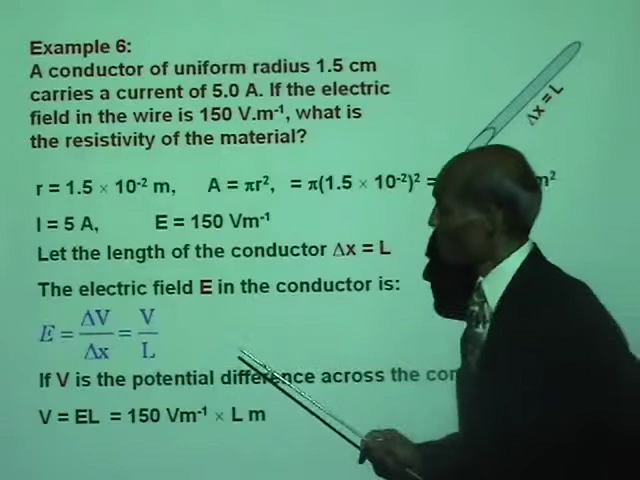 Example 6:
A conductor of uniform radius 1.5 cm
carries a current of 5.0 A. If the electric
field in the wire is 150 V.m⁻¹, what is
the resistivity of the material?
Δx = L
r = 1.5 × 10⁻² m, A = πr², = π(1.5 × 10⁻²)² = m²
I = 5 A, E = 150 Vm⁻¹
Let the length of the conductor Δx = L
The electric field E in the conductor is:
E = ΔV/Δx = V/L
If V is the potential difference across the
V = EL = 150 Vm⁻¹ × L m